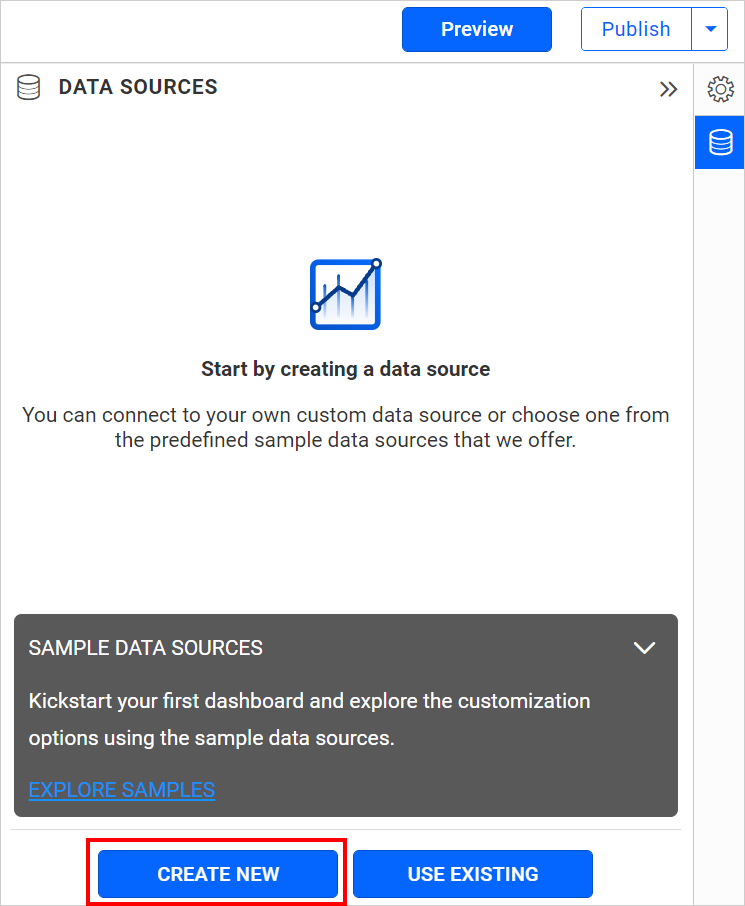 Preview
Publish
DATA SOURCES
Start by creating a data source
You can connect to your own custom data source or choose one from
the predefined sample data sources that we offer.
SAMPLE DATA SOURCES
Kickstart your first dashboard and explore the customization
options using the sample data sources.
EXPLORE SAMPLES
CREATE NEW
USE EXISTING